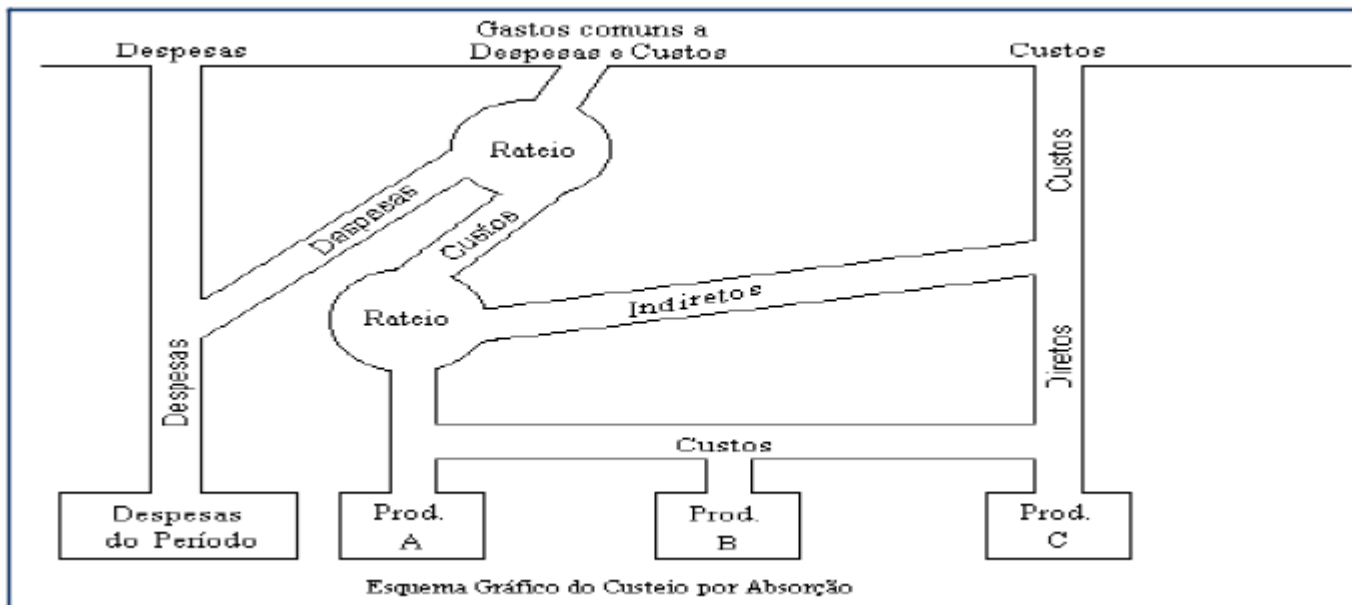 Gastos comuns a
Despesas
Despesas e Custos
Custos
Rateio
Custos
Despesas
Custos
Rateio
Indiretos
Despesas
Diretos
Custos
Despesas
do Período
Prod.
A
Prod.
B
Prod.
C
Esquema Gráfico do Custeio por Absorção